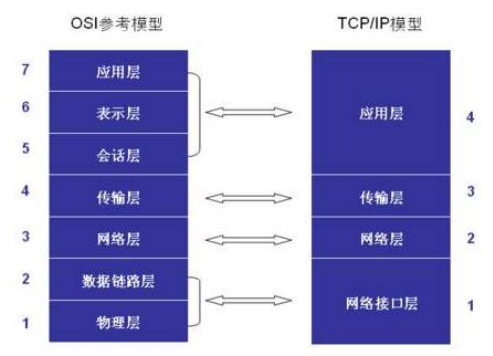 OSI参考模型
TCP/IP模型
7 应用层
6 表示层
5 会话层
4 传输层
3 网络层
2 数据链路层
1 物理层
应用层 4
传输层 3
网络层 2
网络接口层 1